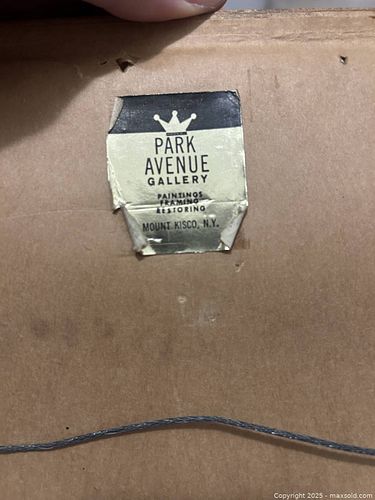 PARK
AVENUE
GALLERY
PAINTINGS
FRAMING
RESTORING
MOUNT KISCO, N.Y.
Copyright © 2025 - maxsold.com